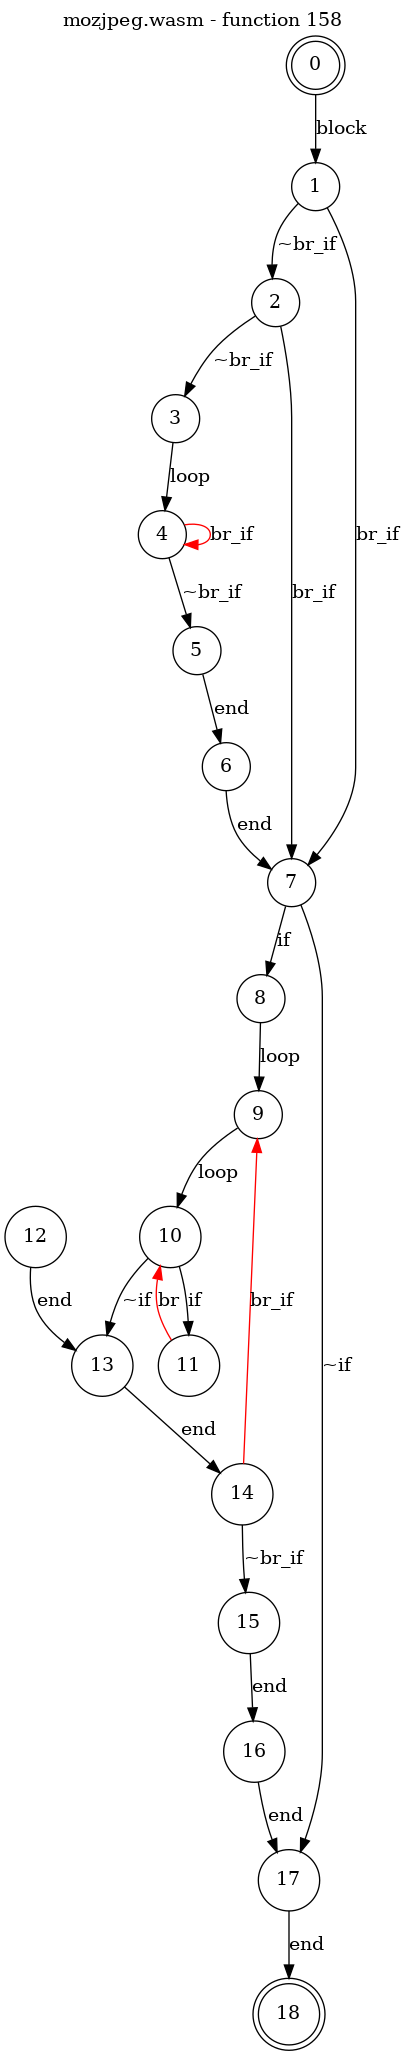 mozjpeg.wasm - function 158
0
block
1
~br_if
2
~br_if
3
loop
br_if
4
br_if
~br_if
br_if
5
end
6
end
7
if
8
loop
9
loop
12
10
end
~if
br
if
br_if
13
11
~if
end
14
~br_if
15
end
16
end
17
end
18